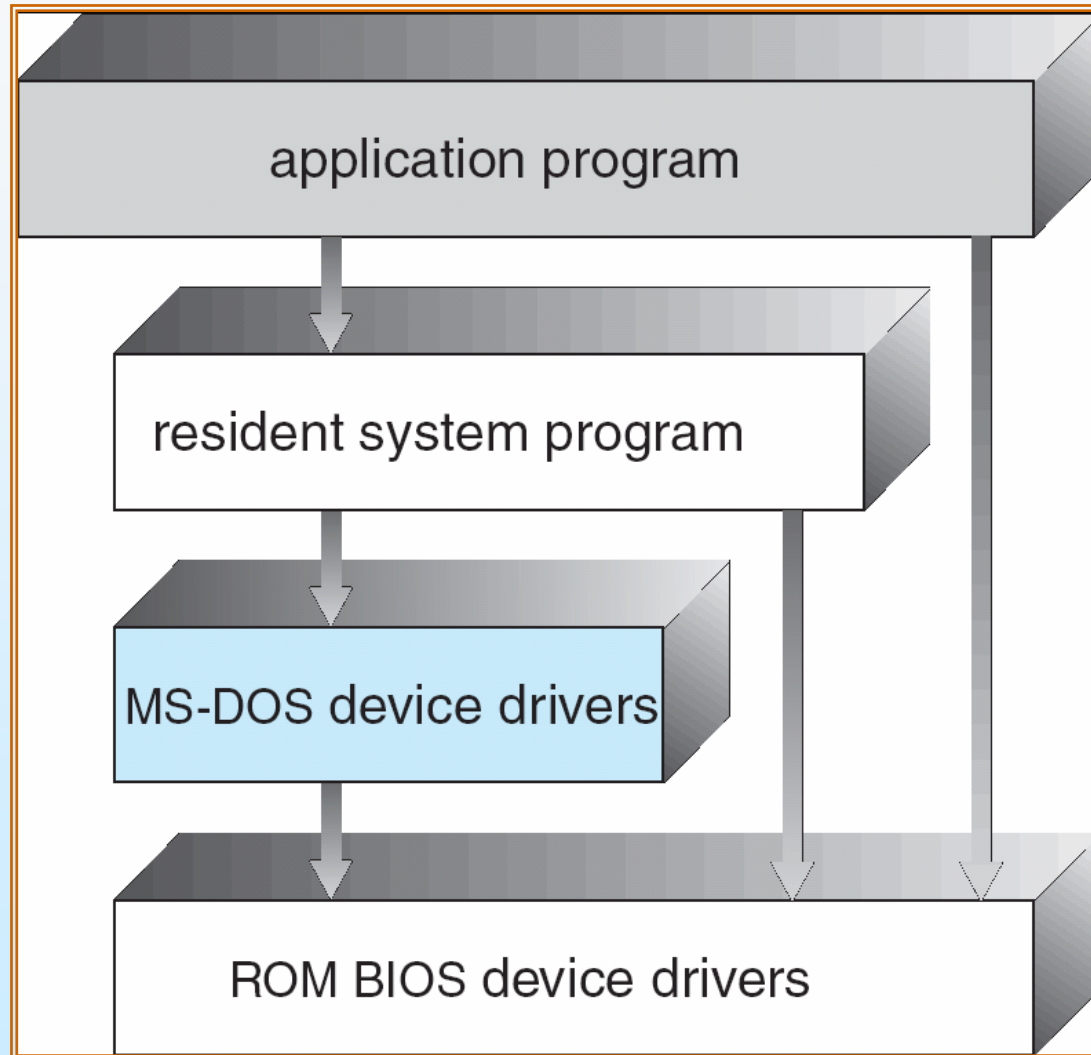 application program
resident system program
MS-DOS device drivers
ROM BIOS device drivers